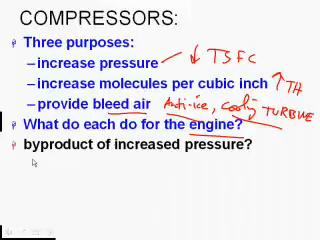 COMPRESSORS:
Three purposes:
–increase pressure ↓ TSFC
–increase molecules per cubic inch ↑ TH
–provide bleed air Anti-ice, cooling TURBINE
What do each do for the engine?
byproduct of increased pressure?